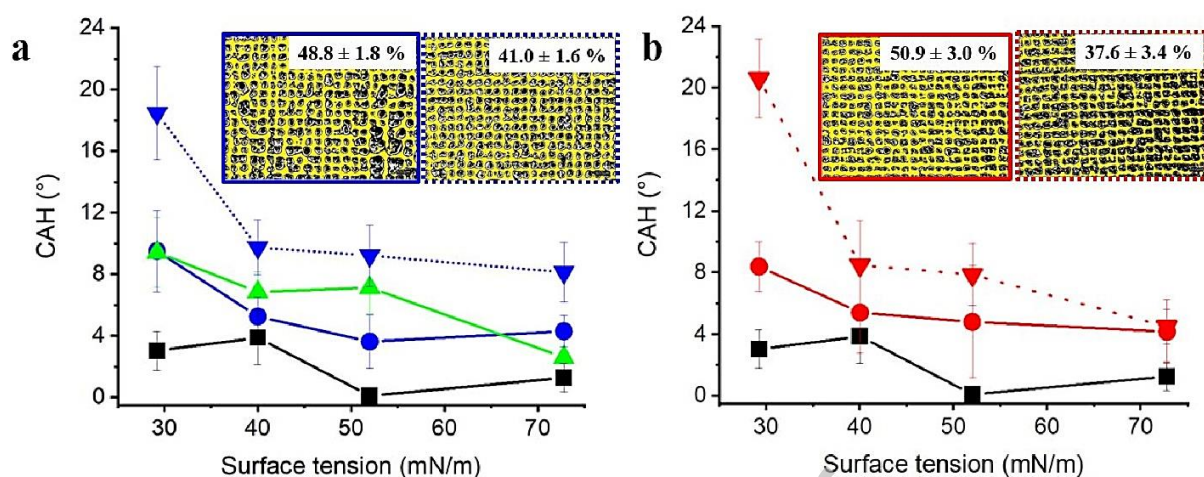 a
24
20
16
12
8
4
0
CAH (°)
48.8 ± 1.8 %
41.0 ± 1.6 %
30 40 50 60 70
Surface tension (mN/m)
b
24
20
16
12
8
4
0
CAH (°)
50.9 ± 3.0 %
37.6 ± 3.4 %
30 40 50 60 70
Surface tension (mN/m)